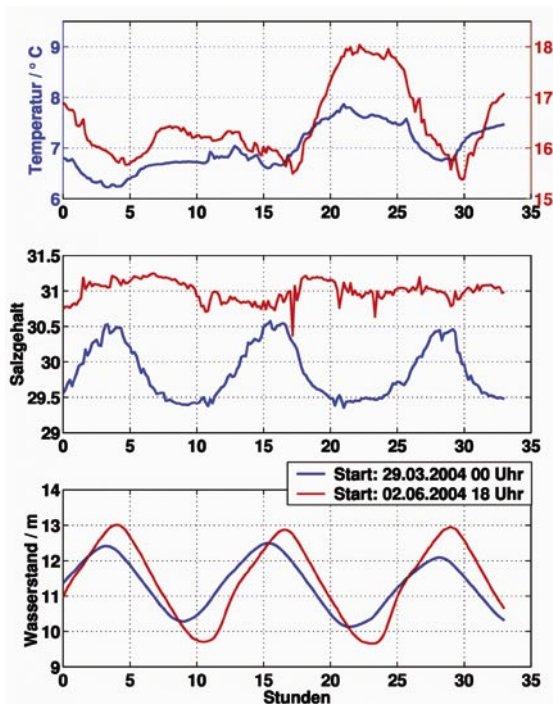 9
8
7
6
Temperatur / ° C
18
17
16
15
0 5 10 15 20 25 30 35
31.5
31
30.5
30
29.5
29
Salzgehalt
0 5 10 15 20 25 30 35
Start: 29.03.2004 00 Uhr
Start: 02.06.2004 18 Uhr
14
13
12
11
10
9
Wasserstand / m
0 5 10 15 20 25 30 35
Stunden